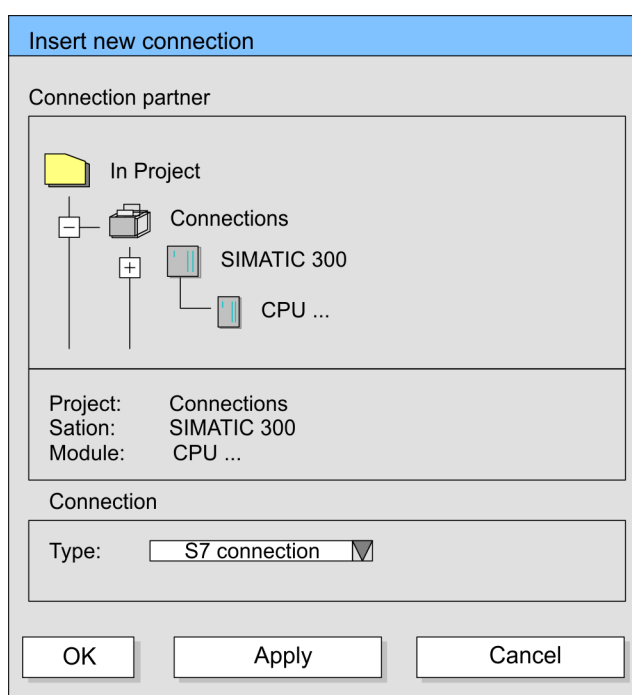 Insert new connection
Connection partner
In Project
Connections
SIMATIC 300
CPU ...
Project: Connections
Sation: SIMATIC 300
Module: CPU ...
Connection
Type: S7 connection
OK Apply Cancel